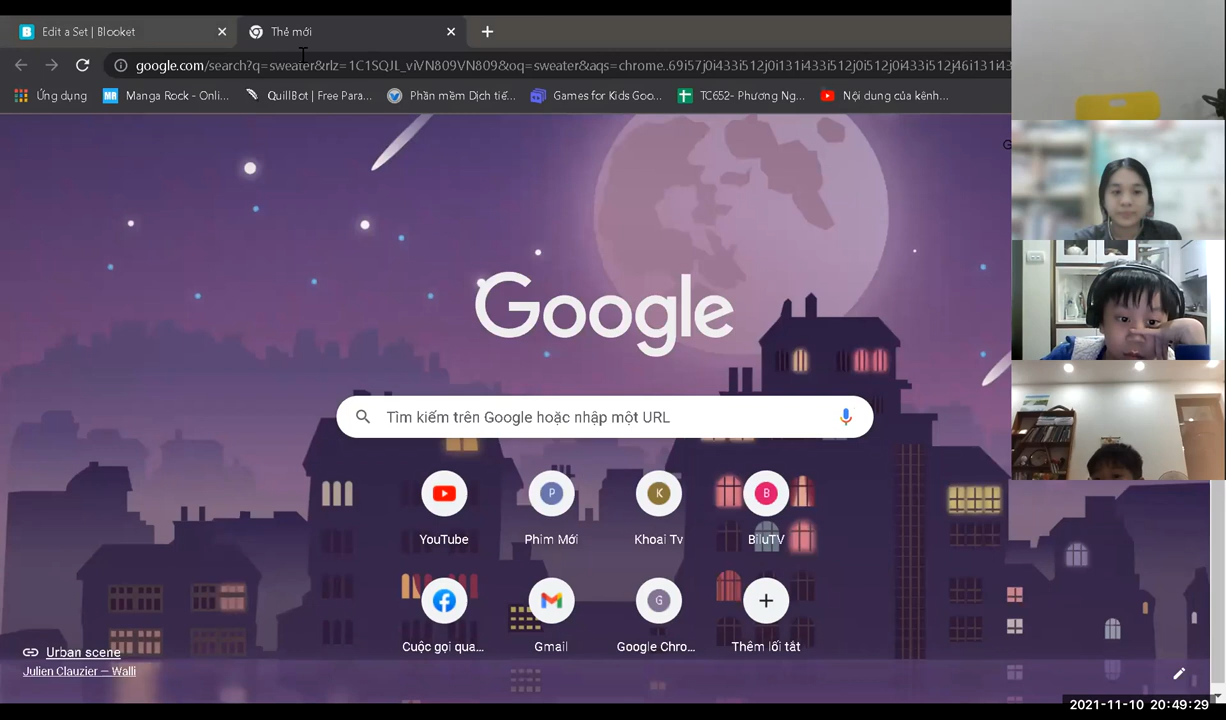 Edit a Set | Blooket
Thẻ mới
google.com/search?q=sweater&rlz=1C1SQJL_viVN809VN809&oq=sweater&aqs=chrome..69i57j0i433i512j0i131i433i512j0i512j0i433i512j46i131i43
Ứng dụng
MR
Manga Rock - Onli...
QuillBot | Free Para...
Phần mềm Dịch tiế...
Games for Kids Goo...
TC652- Phương Ng...
Nội dung của kênh...
G
Google
Tìm kiếm trên Google hoặc nhập một URL
P
K
B
YouTube
Phim Mới
Khoai Tv
BiluTV
G
Cuộc gọi qua...
Gmail
Google Chro...
Thêm lối tắt
Urban scene
Julien Clauzier — Walli
2021-11-10 20:49:29